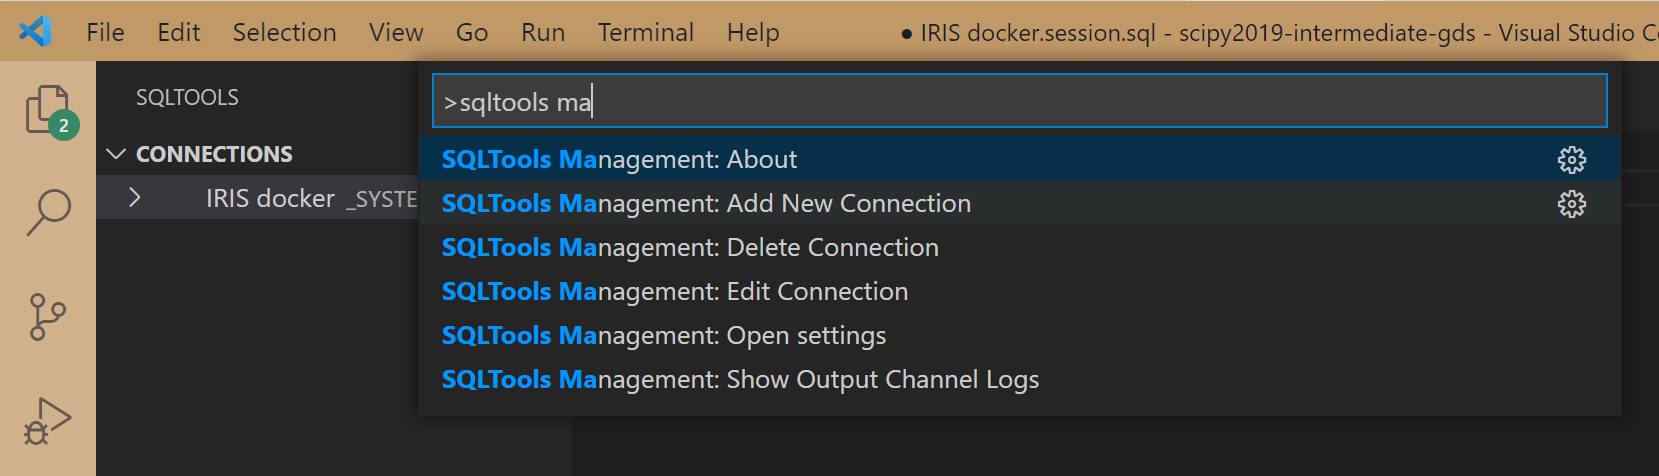 File Edit Selection View Go Run Terminal Help ● IRIS docker.session.sql - scipy2019-intermediate-gds - Visual Studio
SQLTOOLS
>sqltools ma
2
CONNECTIONS
IRIS docker _SYSTE
SQLTools Management: About
SQLTools Management: Add New Connection
SQLTools Management: Delete Connection
SQLTools Management: Edit Connection
SQLTools Management: Open settings
SQLTools Management: Show Output Channel Logs